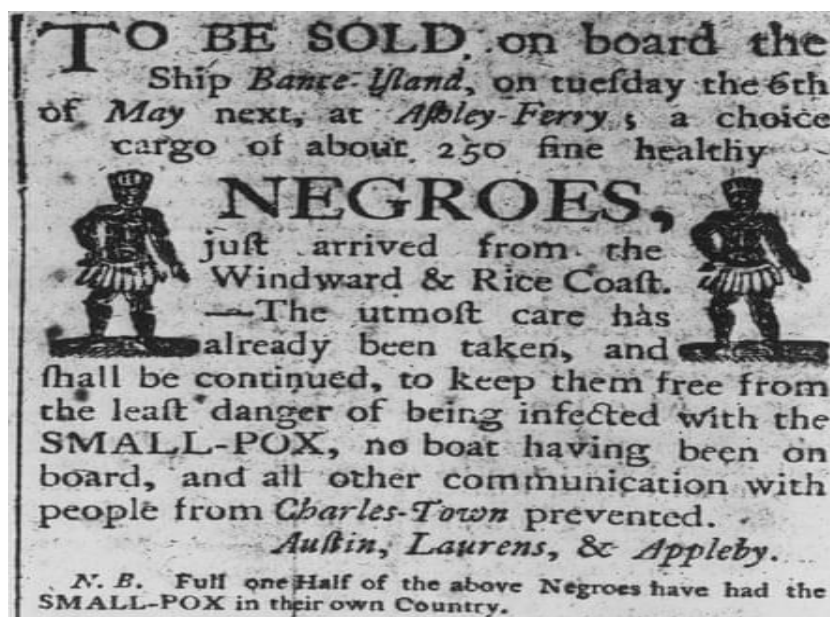 TO BE SOLD, on board the
Ship Bance-Iſland, on tueſday the 6th
of May next, at Aſhley-Ferry; a choice
cargo of about 250 fine healthy
NEGROES,
juſt arrived from the
Windward & Rice Coaſt.
—The utmoſt care has
already been taken, and
ſhall be continued, to keep them free from
the leaſt danger of being infected with the
SMALL-POX, no boat having been on
board, and all other communication with
people from Charles-Town prevented.
Auſtin, Laurens, & Appleby.
N. B. Full one Half of the above Negroes have had the
SMALL-POX in their own Country.